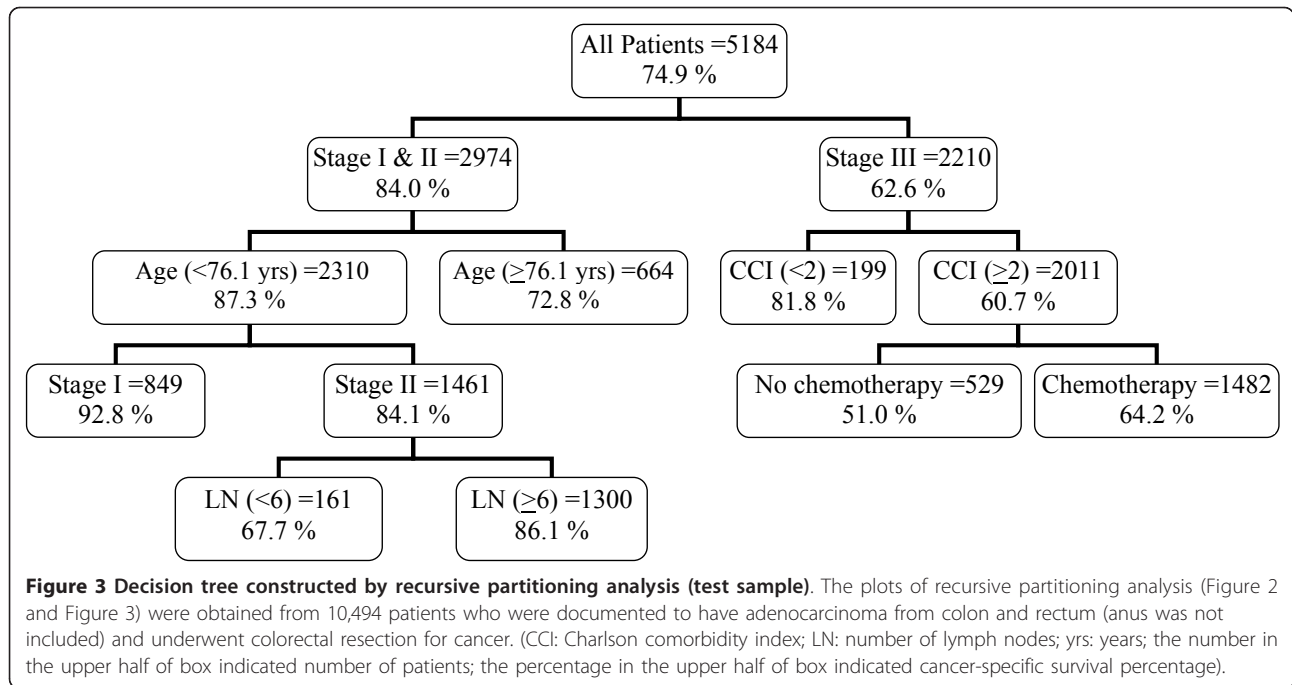 All Patients =5184
74.9 %
Stage I & II =2974
84.0 %
Stage III =2210
62.6 %
Age (<76.1 yrs) =2310
87.3 %
Age (≥76.1 yrs) =664
72.8 %
CCI (<2) =199
81.8 %
CCI (≥2) =2011
60.7 %
Stage I =849
92.8 %
Stage II =1461
84.1 %
No chemotherapy =529
51.0 %
Chemotherapy =1482
64.2 %
LN (<6) =161
67.7 %
LN (≥6) =1300
86.1 %
Figure 3 Decision tree constructed by recursive partitioning analysis (test sample). The plots of recursive partitioning analysis (Figure 2
and Figure 3) were obtained from 10,494 patients who were documented to have adenocarcinoma from colon and rectum (anus was not
included) and underwent colorectal resection for cancer. (CCI: Charlson comorbidity index; LN: number of lymph nodes; yrs: years; the number in
the upper half of box indicated number of patients; the percentage in the upper half of box indicated cancer-specific survival percentage).